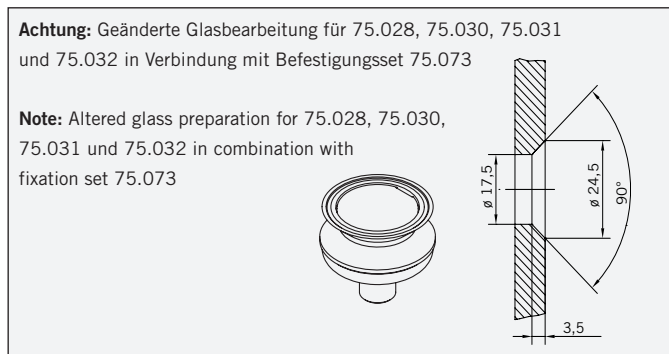 Achtung: Geänderte Glasbearbeitung für 75.028, 75.030, 75.031
und 75.032 in Verbindung mit Befestigungsset 75.073
Note: Altered glass preparation for 75.028, 75.030,
75.031 und 75.032 in combination with
fixation set 75.073
ø 17,5
ø 24,5
90°
3,5